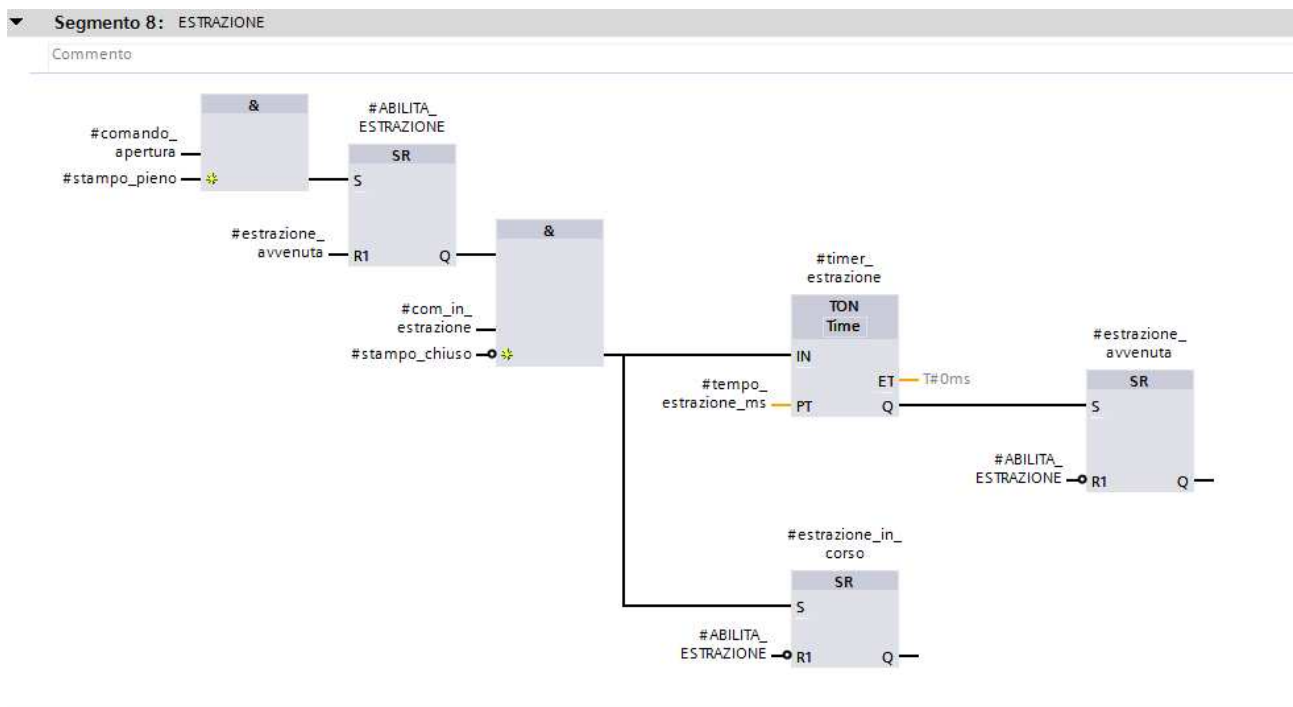 Segmento 8: ESTRAZIONE
Commento
&
#comando_
apertura
#stampo_pieno
#ABILITA_
ESTRAZIONE
SR
S
#estrazione_
avvenuta
R1 Q
&
#com_in_
estrazione
#stampo_chiuso
#timer_
estrazione
TON
Time
IN
ET T#0ms
#tempo_
estrazione_ms
PT Q
#estrazione_
avvenuta
SR
S
#ABILITA_
ESTRAZIONE
R1 Q
#estrazione_in_
corso
SR
S
#ABILITA_
ESTRAZIONE
R1 Q